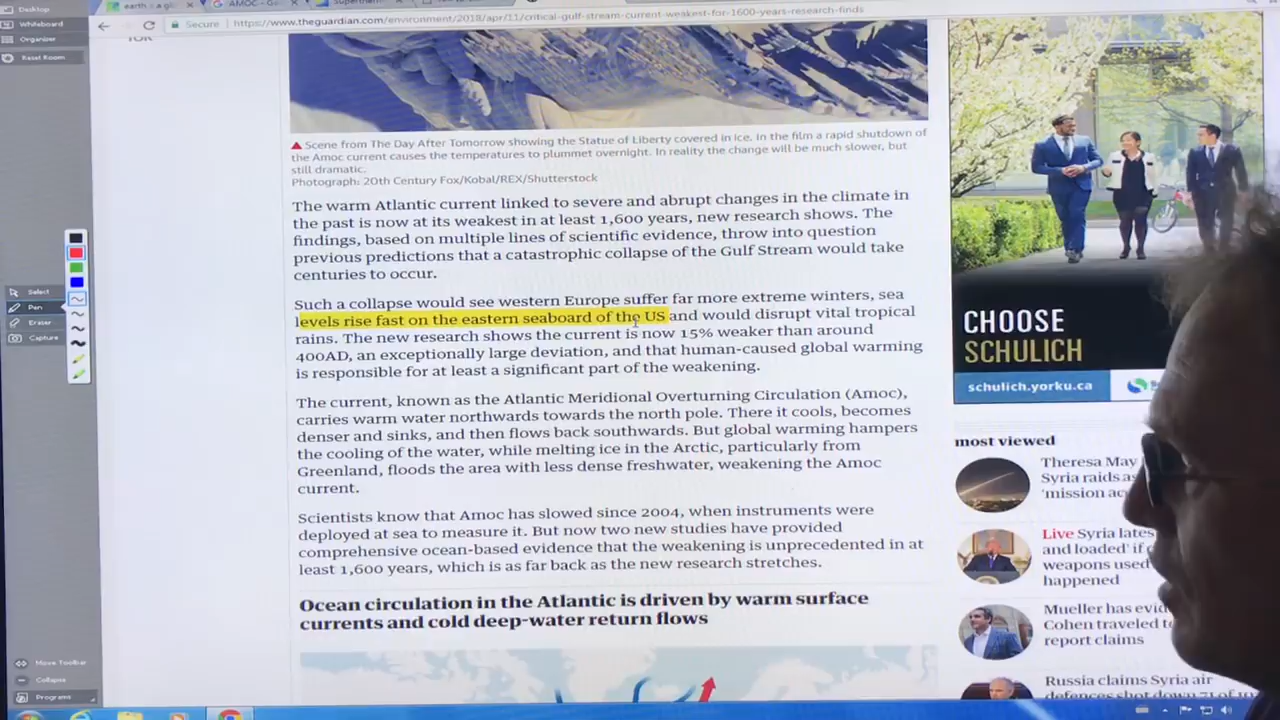 Desktop
Whiteboard
Organizer
Reset Room
earth :: a gl
AMOC - G
Secure
https://www.theguardian.com/environment/2018/apr/11/critical-gulf-stream-current-weakest-for-1600-years-research-finds
Scene from The Day After Tomorrow showing the Statue of Liberty covered in ice. In the film a rapid shutdown of
the Amoc current causes the temperatures to plummet overnight. In reality the change will be much slower, but
still dramatic.
Photograph: 20th Century Fox/Kobal/REX/Shutterstock
The warm Atlantic current linked to severe and abrupt changes in the climate in
the past is now at its weakest in at least 1,600 years, new research shows. The
findings, based on multiple lines of scientific evidence, throw into question
previous predictions that a catastrophic collapse of the Gulf Stream would take
centuries to occur.
Such a collapse would see western Europe suffer far more extreme winters, sea
levels rise fast on the eastern seaboard of the US and would disrupt vital tropical
rains. The new research shows the current is now 15% weaker than around
400AD, an exceptionally large deviation, and that human-caused global warming
is responsible for at least a significant part of the weakening.
The current, known as the Atlantic Meridional Overturning Circulation (Amoc),
carries warm water northwards towards the north pole. There it cools, becomes
denser and sinks, and then flows back southwards. But global warming hampers
the cooling of the water, while melting ice in the Arctic, particularly from
Greenland, floods the area with less dense freshwater, weakening the Amoc
current.
Scientists know that Amoc has slowed since 2004, when instruments were
deployed at sea to measure it. But now two new studies have provided
comprehensive ocean-based evidence that the weakening is unprecedented in at
least 1,600 years, which is as far back as the new research stretches.
Ocean circulation in the Atlantic is driven by warm surface
currents and cold deep-water return flows
Select
Pen
Eraser
Capture
Move Toolbar
Collapse
Programs
CHOOSE
SCHULICH
schulich.yorku.ca
most viewed
Theresa May
Syria raids as
'mission ac
Live Syria lates
and loaded' if
weapons used
happened
Mueller has evid
Cohen traveled t
report claims
Russia claims Syria air
defences shot down 71 of 1